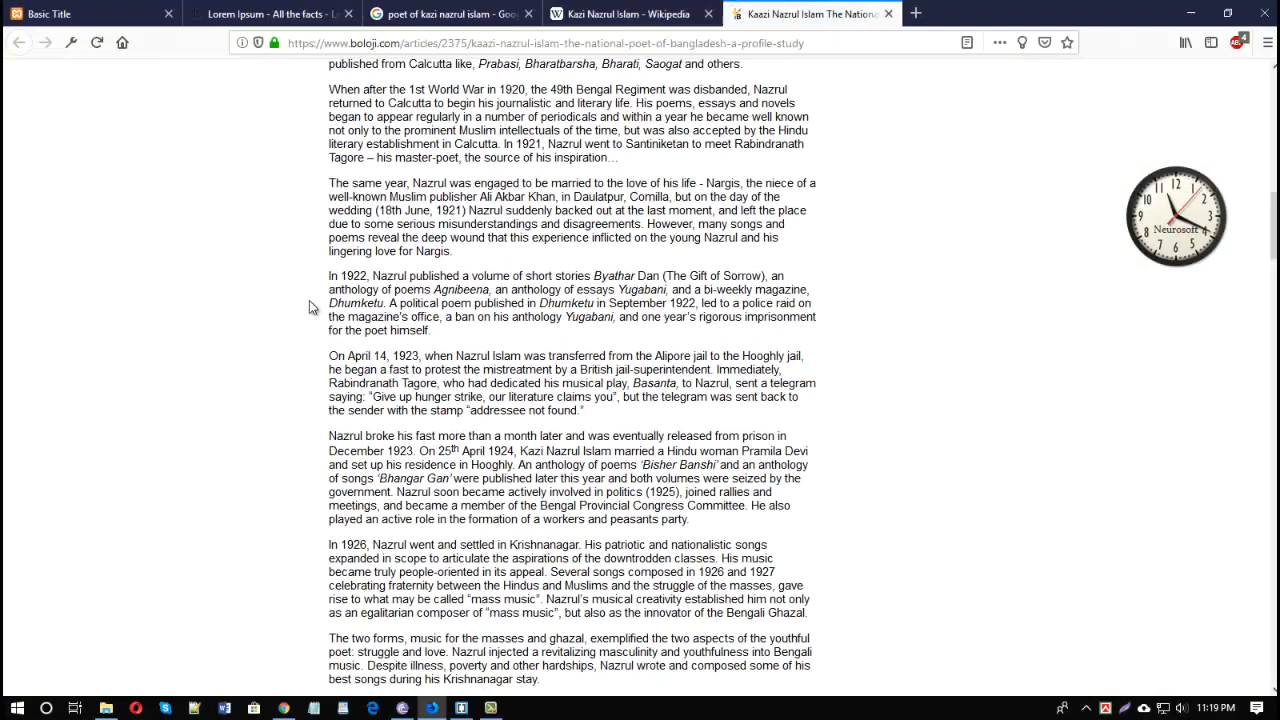 Basic Title
Lorem Ipsum - All the facts - L
poet of kazi nazrul islam - Goo
Kazi Nazrul Islam - Wikipedia
Kaazi Nazrul Islam The Nationa
https://www.boloji.com/articles/2375/kaazi-nazrul-islam-the-national-poet-of-bangladesh-a-profile-study
ABP
4
published from Calcutta like, Prabasi, Bharatbarsha, Bharati, Saogat and others.
When after the 1st World War in 1920, the 49th Bengal Regiment was disbanded, Nazrul
returned to Calcutta to begin his journalistic and literary life. His poems, essays and novels
began to appear regularly in a number of periodicals and within a year he became well known
not only to the prominent Muslim intellectuals of the time, but was also accepted by the Hindu
literary establishment in Calcutta. In 1921, Nazrul went to Santiniketan to meet Rabindranath
Tagore – his master-poet, the source of his inspiration…
The same year, Nazrul was engaged to be married to the love of his life - Nargis, the niece of a
well-known Muslim publisher Ali Akbar Khan, in Daulatpur, Comilla, but on the day of the
wedding (18th June, 1921) Nazrul suddenly backed out at the last moment, and left the place
due to some serious misunderstandings and disagreements. However, many songs and
poems reveal the deep wound that this experience inflicted on the young Nazrul and his
lingering love for Nargis.
In 1922, Nazrul published a volume of short stories Byathar Dan (The Gift of Sorrow), an
anthology of poems Agnibeena, an anthology of essays Yugabani, and a bi-weekly magazine,
Dhumketu. A political poem published in Dhumketu in September 1922, led to a police raid on
the magazine's office, a ban on his anthology Yugabani, and one year's rigorous imprisonment
for the poet himself.
On April 14, 1923, when Nazrul Islam was transferred from the Alipore jail to the Hooghly jail,
he began a fast to protest the mistreatment by a British jail-superintendent. Immediately,
Rabindranath Tagore, who had dedicated his musical play, Basanta, to Nazrul, sent a telegram
saying: “Give up hunger strike, our literature claims you”, but the telegram was sent back to
the sender with the stamp “addressee not found.”
Nazrul broke his fast more than a month later and was eventually released from prison in
December 1923. On 25th April 1924, Kazi Nazrul Islam married a Hindu woman Pramila Devi
and set up his residence in Hooghly. An anthology of poems ‘Bisher Banshi’ and an anthology
of songs ‘Bhangar Gan’ were published later this year and both volumes were seized by the
government. Nazrul soon became actively involved in politics (1925), joined rallies and
meetings, and became a member of the Bengal Provincial Congress Committee. He also
played an active role in the formation of a workers and peasants party.
In 1926, Nazrul went and settled in Krishnanagar. His patriotic and nationalistic songs
expanded in scope to articulate the aspirations of the downtrodden classes. His music
became truly people-oriented in its appeal. Several songs composed in 1926 and 1927
celebrating fraternity between the Hindus and Muslims and the struggle of the masses, gave
rise to what may be called “mass music”. Nazrul’s musical creativity established him not only
as an egalitarian composer of “mass music”, but also as the innovator of the Bengali Ghazal.
The two forms, music for the masses and ghazal, exemplified the two aspects of the youthful
poet: struggle and love. Nazrul injected a revitalizing masculinity and youthfulness into Bengali
music. Despite illness, poverty and other hardships, Nazrul wrote and composed some of his
best songs during his Krishnanagar stay.
12
1
2
3
4
5
6
7
8
9
10
11
Neurosoft
11:19 PM